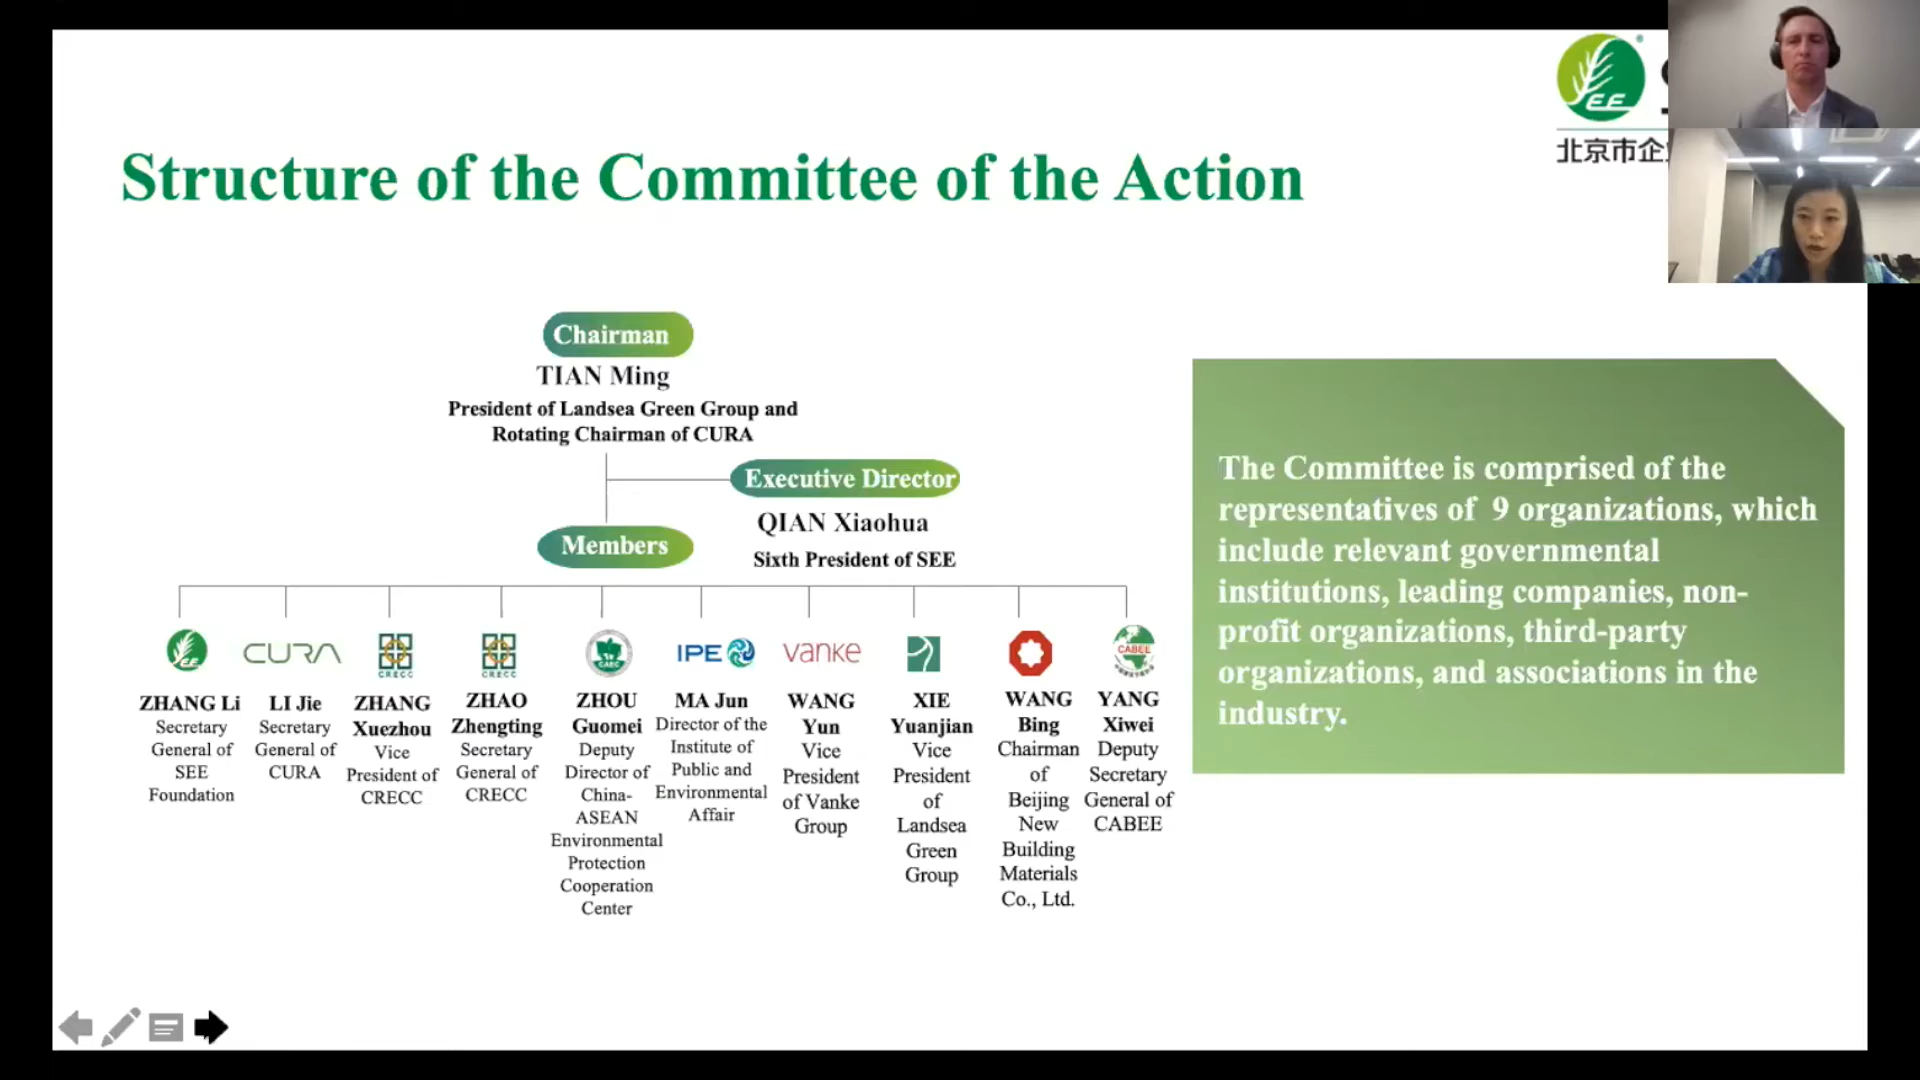 EE
北京市企
Structure of the Committee of the Action
Chairman
TIAN Ming
President of Landsea Green Group and
Rotating Chairman of CURA
Executive Director
QIAN Xiaohua
Sixth President of SEE
Members
The Committee is comprised of the
representatives of 9 organizations, which
include relevant governmental
institutions, leading companies, non-
profit organizations, third-party
organizations, and associations in the
industry.
EE
ZHANG Li
Secretary
General of
SEE
Foundation
CURA
LI Jie
Secretary
General of
CURA
CRECC
ZHANG
Xuezhou
Vice
President of
CRECC
CRECC
ZHAO
Zhengting
Secretary
General of
CRECC
CAEC
ZHOU
Guomei
Deputy
Director of
China-
ASEAN
Environmental
Protection
Cooperation
Center
IPE
MA Jun
Director of the
Institute of
Public and
Environmental
Affair
vanke
WANG
Yun
Vice
President
of Vanke
Group
XIE
Yuanjian
Vice
President
of
Landsea
Green
Group
WANG
Bing
Chairman
of
Beijing
New
Building
Materials
Co., Ltd.
CABEE
YANG
Xiwei
Deputy
Secretary
General of
CABEE